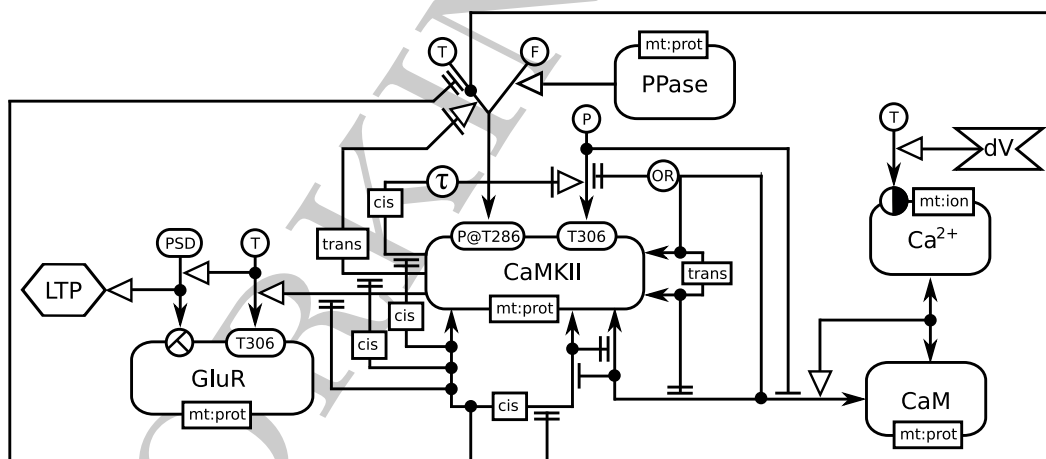 T
F
mt:prot
PPase
P
T
dV
τ
OR
cis
mt:ion
Ca2+
PSD
T
trans
P@T286
T306
CaMKII
trans
LTP
mt:prot
cis
T306
cis
GluR
CaM
cis
mt:prot
mt:prot